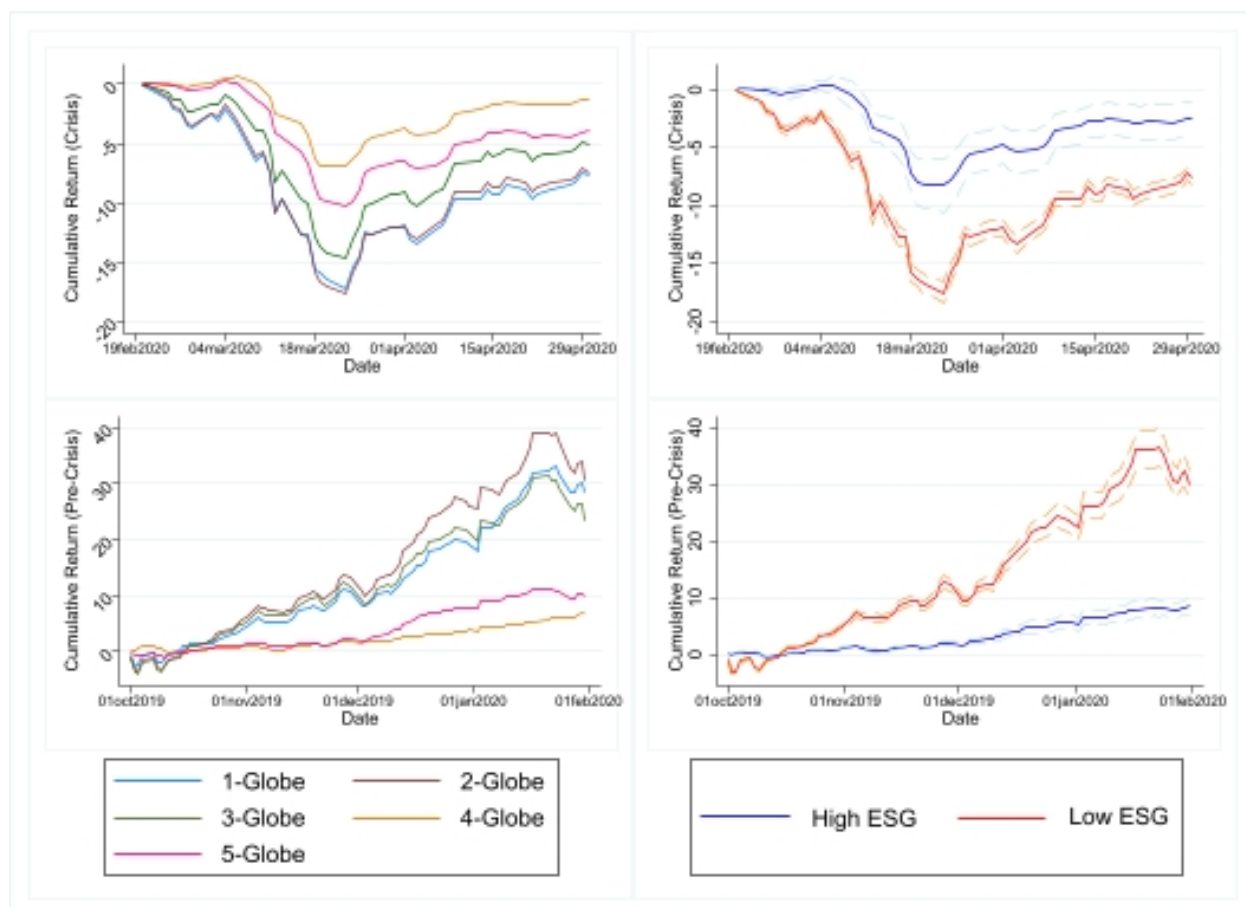 Cumulative Return (Crisis)
0
-5
-10
-15
-20
19feb2020 04mar2020 18mar2020 01apr2020 15apr2020 29apr2020
Date
Cumulative Return (Crisis)
0
-5
-10
-15
-20
19feb2020 04mar2020 18mar2020 01apr2020 15apr2020 29apr2020
Date
Cumulative Return (Pre-Crisis)
40
30
20
10
0
01oct2019 01nov2019 01dec2019 01jan2020 01feb2020
Date
Cumulative Return (Pre-Crisis)
40
30
20
10
0
01oct2019 01nov2019 01dec2019 01jan2020 01feb2020
Date
1-Globe 2-Globe
3-Globe 4-Globe
5-Globe
High ESG Low ESG